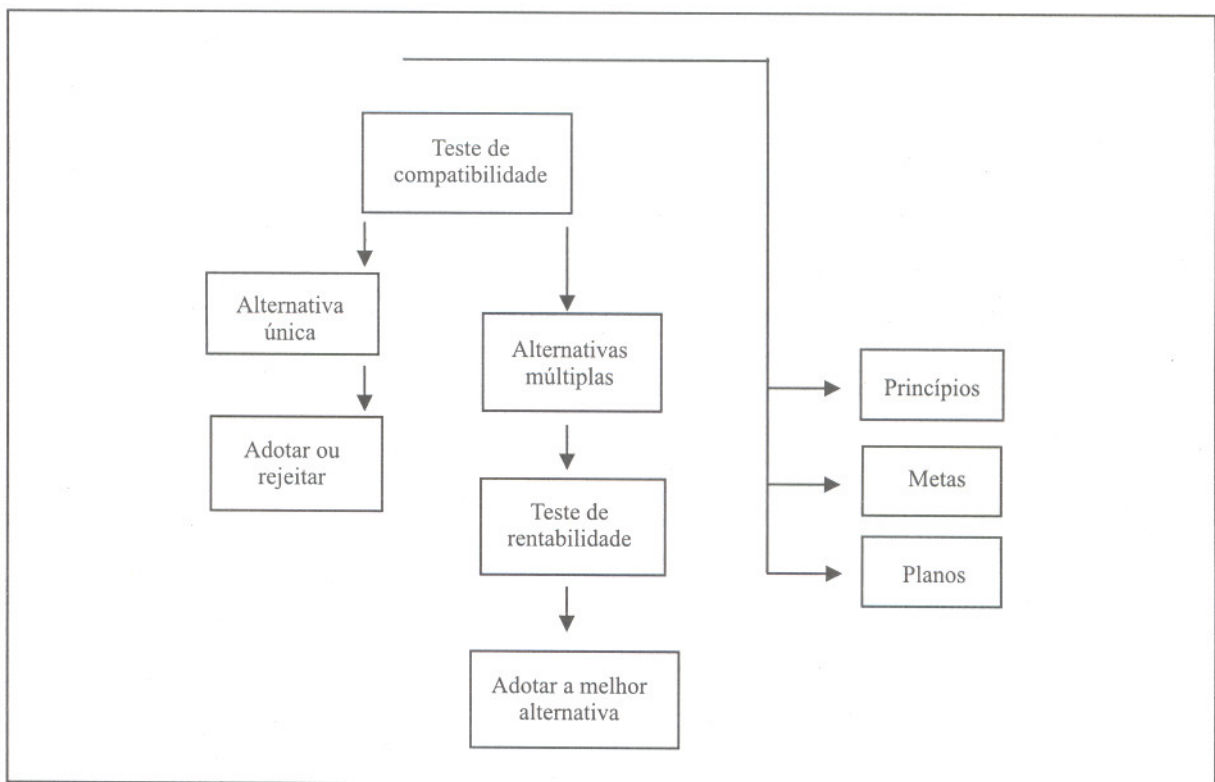 Teste de
compatibilidade
Alternativa
única
Alternativas
múltiplas
Princípios
Adotar ou
rejeitar
Metas
Teste de
rentabilidade
Planos
Adotar a melhor
alternativa